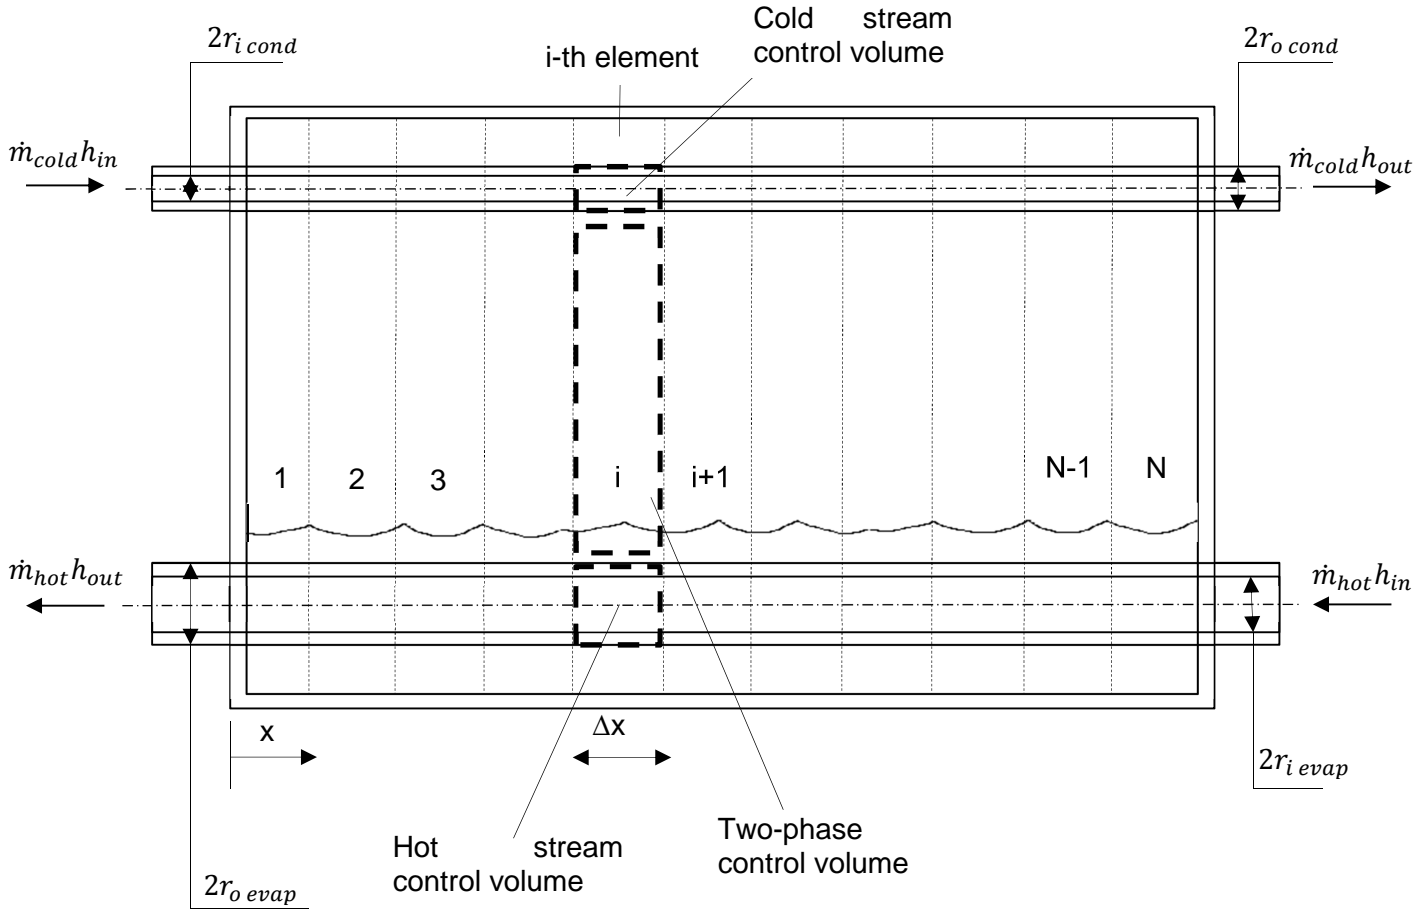 Cold stream
control volume
2r_{i cond}
2r_{o cond}
i-th element
ṁ_{cold}h_{in}
ṁ_{cold}h_{out}
1 2 3 i i+1 N-1 N
ṁ_{hot}h_{out}
ṁ_{hot}h_{in}
x
Δx
2r_{i evap}
Two-phase
control volume
Hot stream
control volume
2r_{o evap}